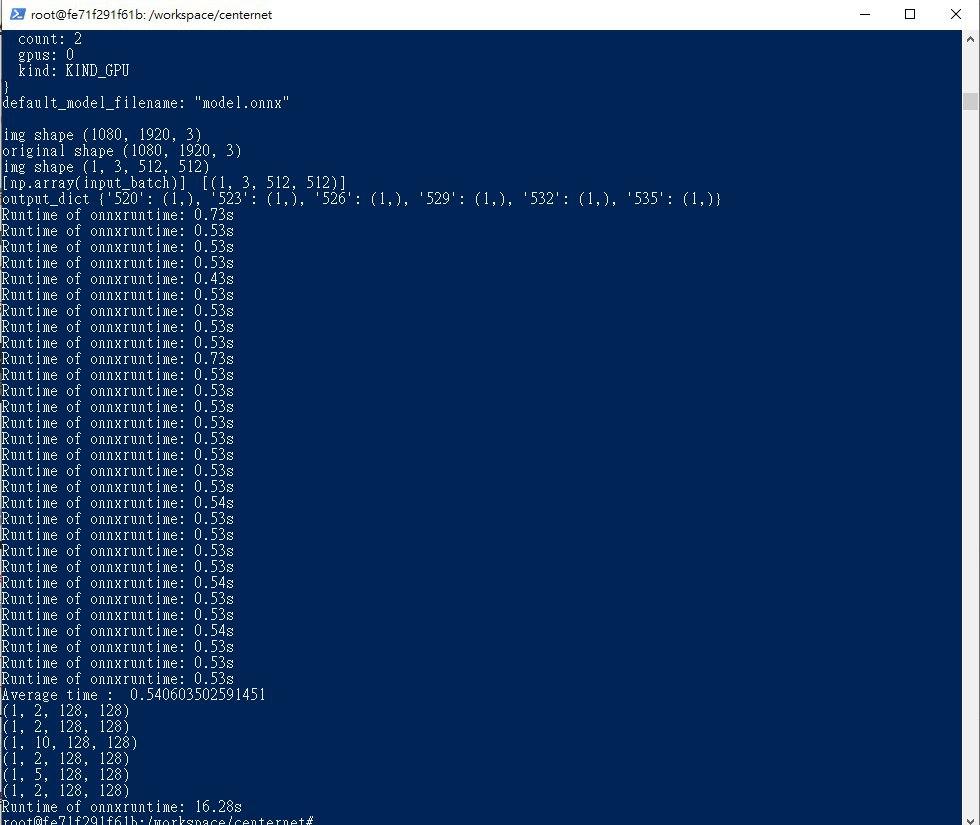 root@fe71f291f61b: /workspace/centernet
count: 2
gpus: 0
kind: KIND_GPU
}
default_model_filename: "model.onnx"
img shape (1080, 1920, 3)
original shape (1080, 1920, 3)
img shape (1, 3, 512, 512)
[np.array(input_batch)]  [(1, 3, 512, 512)]
output_dict {'520': (1,), '523': (1,), '526': (1,), '529': (1,), '532': (1,), '535': (1,)}
Runtime of onnxruntime: 0.73s
Runtime of onnxruntime: 0.53s
Runtime of onnxruntime: 0.53s
Runtime of onnxruntime: 0.53s
Runtime of onnxruntime: 0.43s
Runtime of onnxruntime: 0.53s
Runtime of onnxruntime: 0.53s
Runtime of onnxruntime: 0.53s
Runtime of onnxruntime: 0.53s
Runtime of onnxruntime: 0.73s
Runtime of onnxruntime: 0.53s
Runtime of onnxruntime: 0.53s
Runtime of onnxruntime: 0.53s
Runtime of onnxruntime: 0.53s
Runtime of onnxruntime: 0.53s
Runtime of onnxruntime: 0.53s
Runtime of onnxruntime: 0.53s
Runtime of onnxruntime: 0.53s
Runtime of onnxruntime: 0.54s
Runtime of onnxruntime: 0.53s
Runtime of onnxruntime: 0.53s
Runtime of onnxruntime: 0.53s
Runtime of onnxruntime: 0.53s
Runtime of onnxruntime: 0.54s
Runtime of onnxruntime: 0.53s
Runtime of onnxruntime: 0.53s
Runtime of onnxruntime: 0.54s
Runtime of onnxruntime: 0.53s
Runtime of onnxruntime: 0.53s
Runtime of onnxruntime: 0.53s
Average time :  0.540603502591451
(1, 2, 128, 128)
(1, 2, 128, 128)
(1, 10, 128, 128)
(1, 2, 128, 128)
(1, 5, 128, 128)
(1, 2, 128, 128)
Runtime of onnxruntime: 16.28s
root@fe71f291f61b:/workspace/centernet#